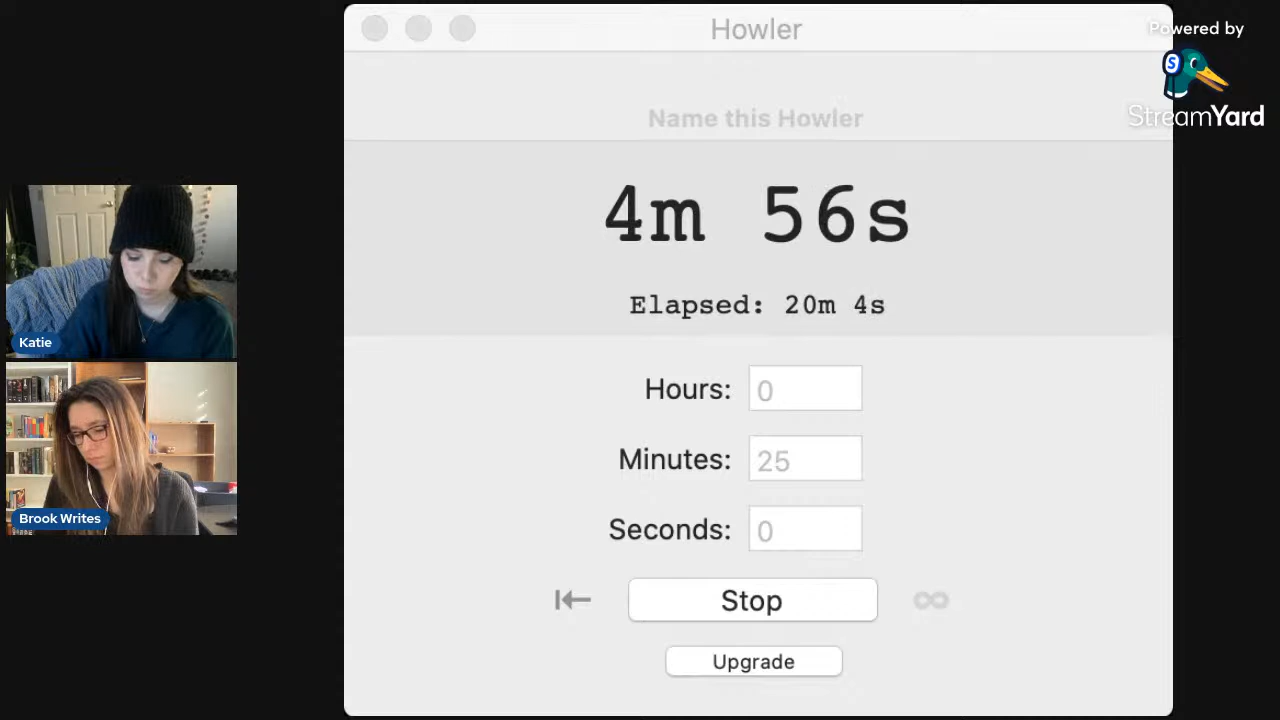 Howler
Powered by
StreamYard
Name this Howler
4m 56s
Elapsed: 20m 4s
Hours: 0
Minutes: 25
Seconds: 0
Stop
Upgrade
Katie
Brook Writes